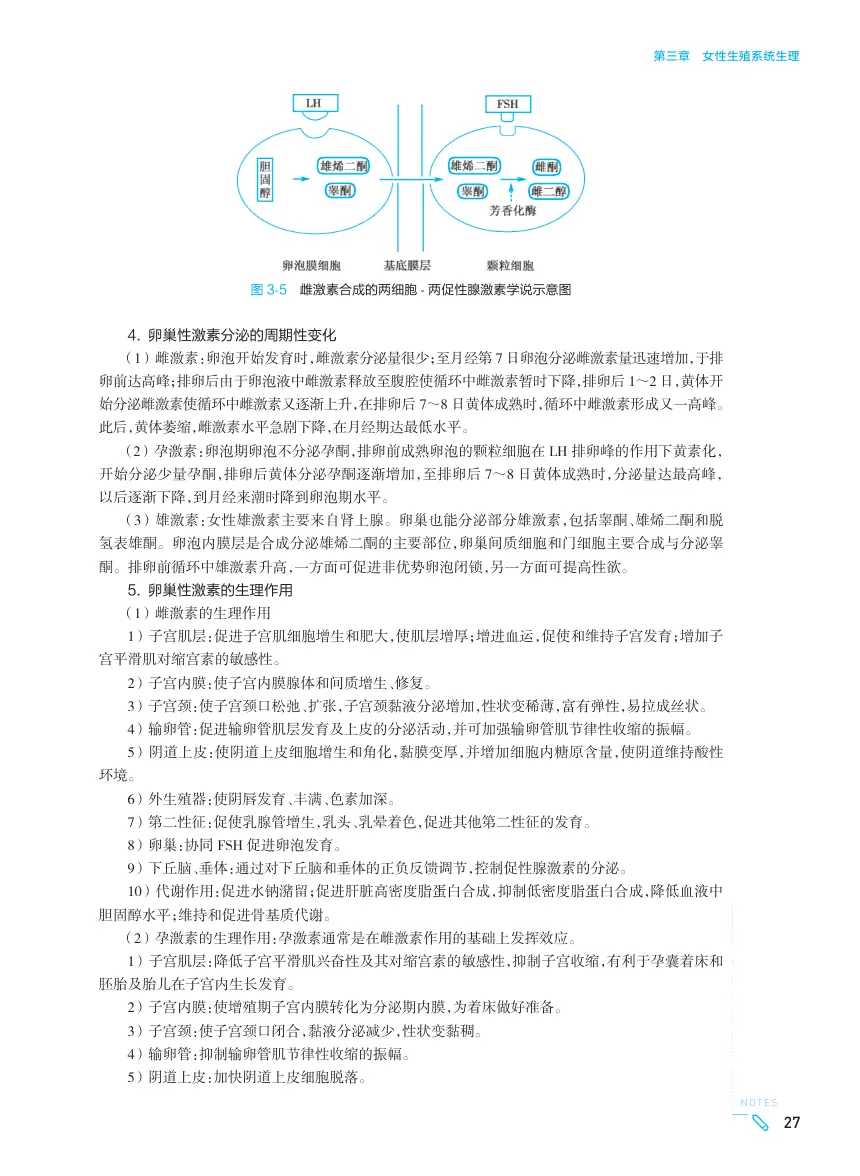 第三章 女性生殖系统生理
LH
FSH
胆固醇
雄烯二酮
睾酮
雄烯二酮
睾酮
雌酮
雌二醇
芳香化酶
卵泡膜细胞 基底膜层 颗粒细胞
图 3-5 雌激素合成的两细胞 - 两促性腺激素学说示意图
4. 卵巢性激素分泌的周期性变化
（1）雌激素：卵泡开始发育时，雌激素分泌量很少；至月经第 7 日卵泡分泌雌激素量迅速增加，于排
卵前达高峰；排卵后由于卵泡液中雌激素释放至腹腔使循环中雌激素暂时下降，排卵后 1～2 日，黄体开
始分泌雌激素使循环中雌激素又逐渐上升，在排卵后 7～8 日黄体成熟时，循环中雌激素形成又一高峰。
此后，黄体萎缩，雌激素水平急剧下降，在月经期达最低水平。
（2）孕激素：卵泡期卵泡不分泌孕酮，排卵前成熟卵泡的颗粒细胞在 LH 排卵峰的作用下黄素化，
开始分泌少量孕酮，排卵后黄体分泌孕酮逐渐增加，至排卵后 7～8 日黄体成熟时，分泌量达最高峰，
以后逐渐下降，到月经来潮时降到卵泡期水平。
（3）雄激素：女性雄激素主要来自肾上腺。卵巢也能分泌部分雄激素，包括睾酮、雄烯二酮和脱
氢表雄酮。卵泡内膜层是合成分泌雄烯二酮的主要部位，卵巢间质细胞和门细胞主要合成与分泌睾
酮。排卵前循环中雄激素升高，一方面可促进非优势卵泡闭锁，另一方面可提高性欲。
5. 卵巢性激素的生理作用
（1）雌激素的生理作用
1）子宫肌层：促进子宫肌细胞增生和肥大，使肌层增厚；增进血运，促使和维持子宫发育；增加子
宫平滑肌对缩宫素的敏感性。
2）子宫内膜：使子宫内膜腺体和间质增生、修复。
3）子宫颈：使子宫颈口松弛、扩张，子宫颈黏液分泌增加，性状变稀薄，富有弹性，易拉成丝状。
4）输卵管：促进输卵管肌层发育及上皮的分泌活动，并可加强输卵管肌节律性收缩的振幅。
5）阴道上皮：使阴道上皮细胞增生和角化，黏膜变厚，并增加细胞内糖原含量，使阴道维持酸性
环境。
6）外生殖器：使阴唇发育、丰满、色素加深。
7）第二性征：促使乳腺管增生，乳头、乳晕着色，促进其他第二性征的发育。
8）卵巢：协同 FSH 促进卵泡发育。
9）下丘脑、垂体：通过对下丘脑和垂体的正负反馈调节，控制促性腺激素的分泌。
10）代谢作用：促进水钠潴留；促进肝脏高密度脂蛋白合成，抑制低密度脂蛋白合成，降低血液中
胆固醇水平；维持和促进骨基质代谢。
（2）孕激素的生理作用：孕激素通常是在雌激素作用的基础上发挥效应。
1）子宫肌层：降低子宫平滑肌兴奋性及其对缩宫素的敏感性，抑制子宫收缩，有利于孕囊着床和
胚胎及胎儿在子宫内生长发育。
2）子宫内膜：使增殖期子宫内膜转化为分泌期内膜，为着床做好准备。
3）子宫颈：使子宫颈口闭合，黏液分泌减少，性状变黏稠。
4）输卵管：抑制输卵管肌节律性收缩的振幅。
5）阴道上皮：加快阴道上皮细胞脱落。
NOTES
27